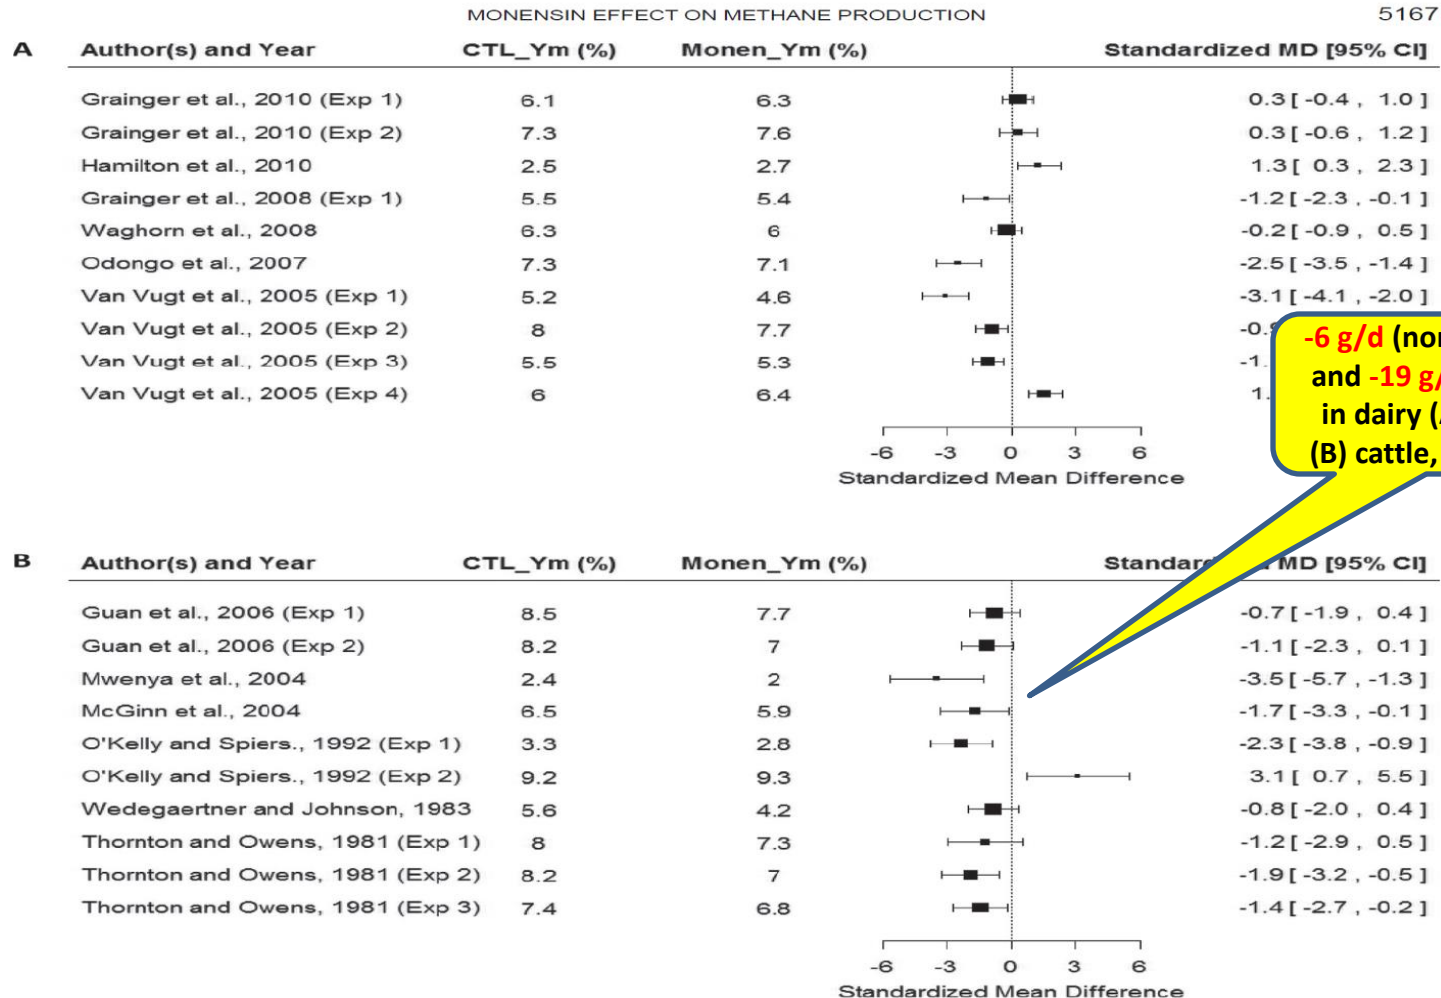 MONENSIN EFFECT ON METHANE PRODUCTION 5167
A Author(s) and Year CTL_Ym (%) Monen_Ym (%) Standardized MD [95% CI]
Grainger et al., 2010 (Exp 1) 6.1 6.3 0.3 [ -0.4 , 1.0 ]
Grainger et al., 2010 (Exp 2) 7.3 7.6 0.3 [ -0.6 , 1.2 ]
Hamilton et al., 2010 2.5 2.7 1.3 [ 0.3 , 2.3 ]
Grainger et al., 2008 (Exp 1) 5.5 5.4 -1.2 [ -2.3 , -0.1 ]
Waghorn et al., 2008 6.3 6 -0.2 [ -0.9 , 0.5 ]
Odongo et al., 2007 7.3 7.1 -2.5 [ -3.5 , -1.4 ]
Van Vugt et al., 2005 (Exp 1) 5.2 4.6 -3.1 [ -4.1 , -2.0 ]
Van Vugt et al., 2005 (Exp 2) 8 7.7
Van Vugt et al., 2005 (Exp 3) 5.5 5.3 -1.
Van Vugt et al., 2005 (Exp 4) 6 6.4 1.
-6 g/d
and -19
in dairy
(B) cattle,
-6 -3 0 3 6
Standardized Mean Difference
B Author(s) and Year CTL_Ym (%) Monen_Ym (%) MD [95% CI]
Guan et al., 2006 (Exp 1) 8.5 7.7 -0.7 [ -1.9 , 0.4 ]
Guan et al., 2006 (Exp 2) 8.2 7 -1.1 [ -2.3 , 0.1 ]
Mwenya et al., 2004 2.4 2 -3.5 [ -5.7 , -1.3 ]
McGinn et al., 2004 6.5 5.9 -1.7 [ -3.3 , -0.1 ]
O'Kelly and Spiers., 1992 (Exp 1) 3.3 2.8 -2.3 [ -3.8 , -0.9 ]
O'Kelly and Spiers., 1992 (Exp 2) 9.2 9.3 3.1 [ 0.7 , 5.5 ]
Wedegaertner and Johnson, 1983 5.6 4.2 -0.8 [ -2.0 , 0.4 ]
Thornton and Owens, 1981 (Exp 1) 8 7.3 -1.2 [ -2.9 , 0.5 ]
Thornton and Owens, 1981 (Exp 2) 8.2 7 -1.9 [ -3.2 , -0.5 ]
Thornton and Owens, 1981 (Exp 3) 7.4 6.8 -1.4 [ -2.7 , -0.2 ]
-6 -3 0 3 6
Standardized Mean Difference